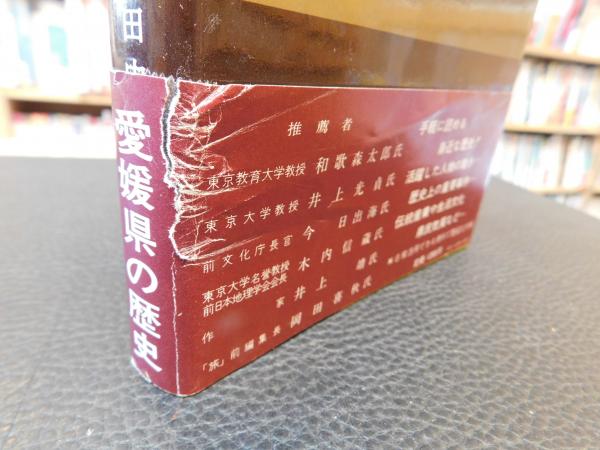 田中
愛媛県の歴史
推薦者
東京教育大学教授 和歌森太郎氏
東京大学教授 井上光貞氏
前文化庁長官 今日出海氏
東京大学名誉教授
前日本地理学会会長 木内信蔵氏
作家 井上靖氏
「旅」前編集長 岡田喜秋氏
手軽に読める
身近な歴史!
活躍した人物の魅力
歴史上の重要事件
伝統産業や生活文化